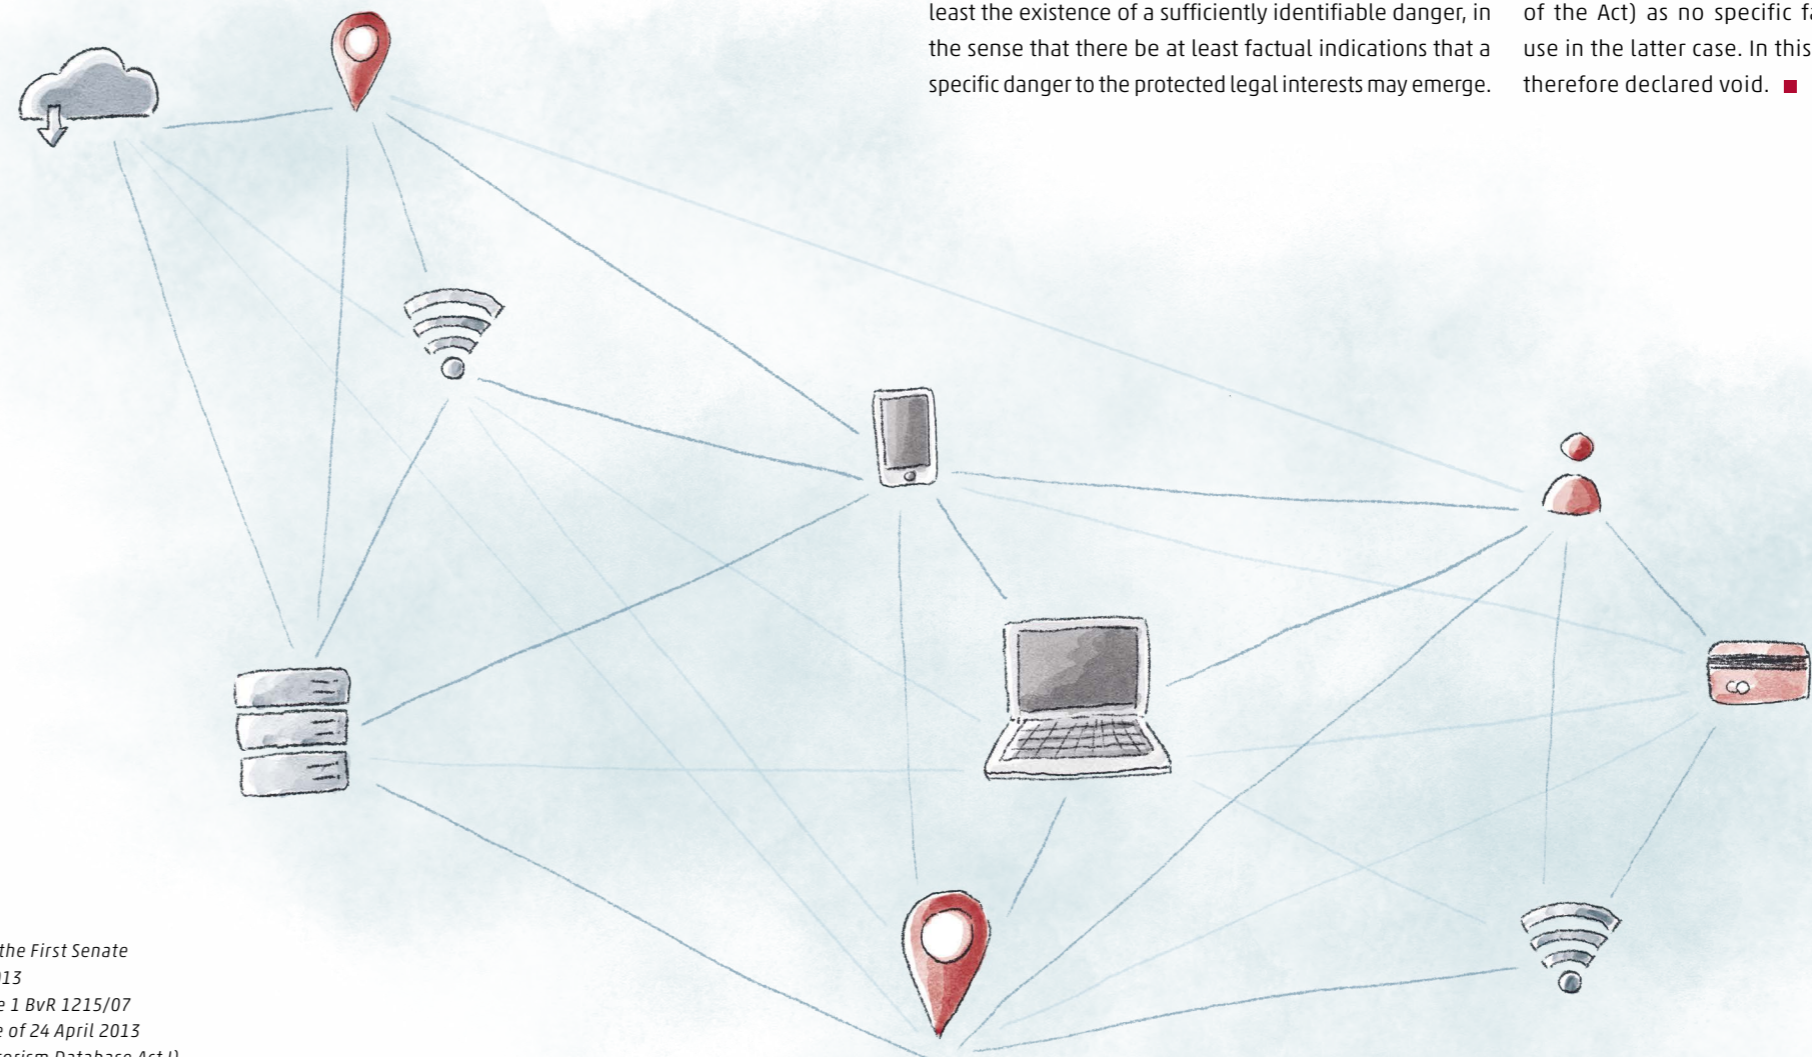 least the existence of a sufficiently identifiable danger, in
the sense that there be at least factual indications that a
specific danger to the protected legal interests may emerge.
of the Act) as no specific
use in the latter case. In this
therefore declared void.
the First Senate
1 BvR 1215/07
of 24 April 2013
Database Act I)